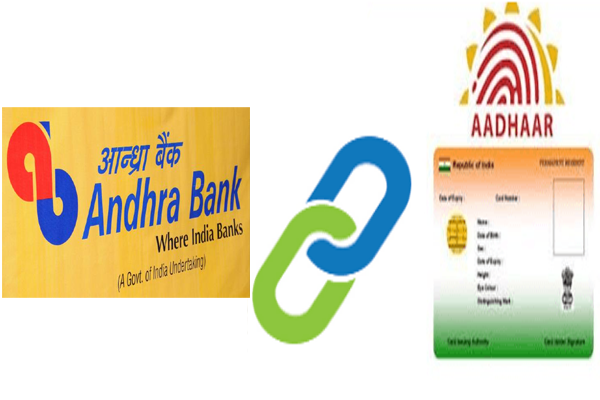 आन्ध्रा बैंक
Andhra Bank
Where India Banks
(A Govt. of India Undertaking)
AADHAAR
Republic of India
PERMANENT RESIDENT
Date of Expiry : Card Number :
Name :
Date of Birth :
Sex :
Date of Expiry :
Height :
Eye Colour :
Distinguishing Mark :
Card Issuing Authority
Card Holder Signature